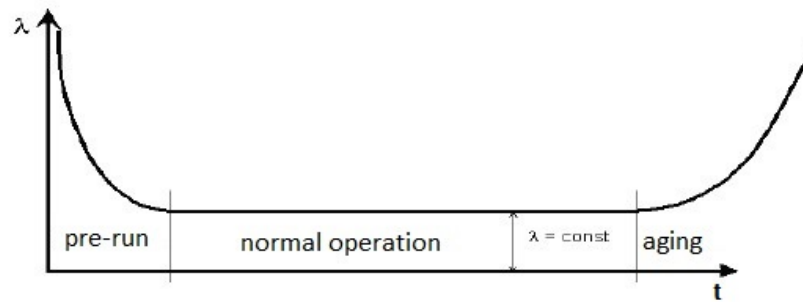 λ
pre-run
normal operation
λ = const
aging
t